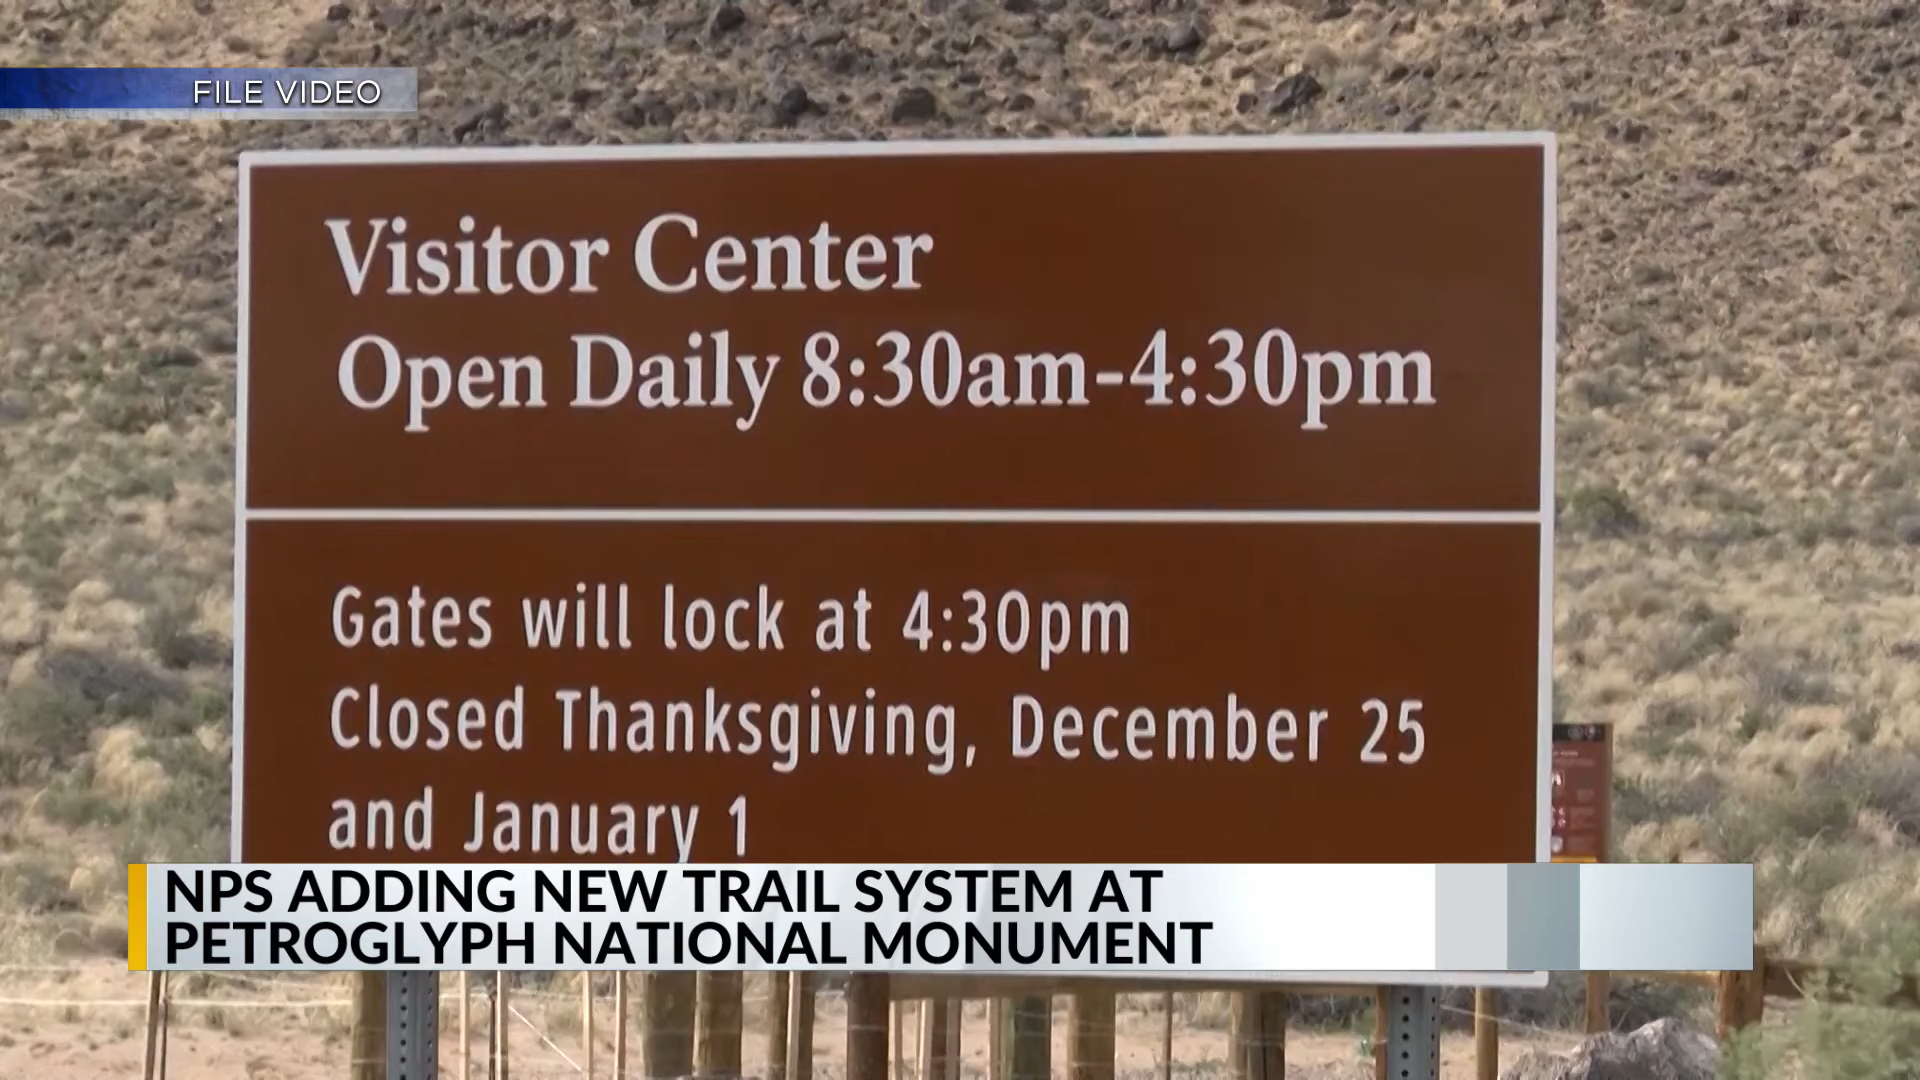 FILE VIDEO
Visitor Center
Open Daily 8:30am-4:30pm
Gates will lock at 4:30pm
Closed Thanksgiving, December 25
and January 1
NPS ADDING NEW TRAIL SYSTEM AT
PETROGLYPH NATIONAL MONUMENT